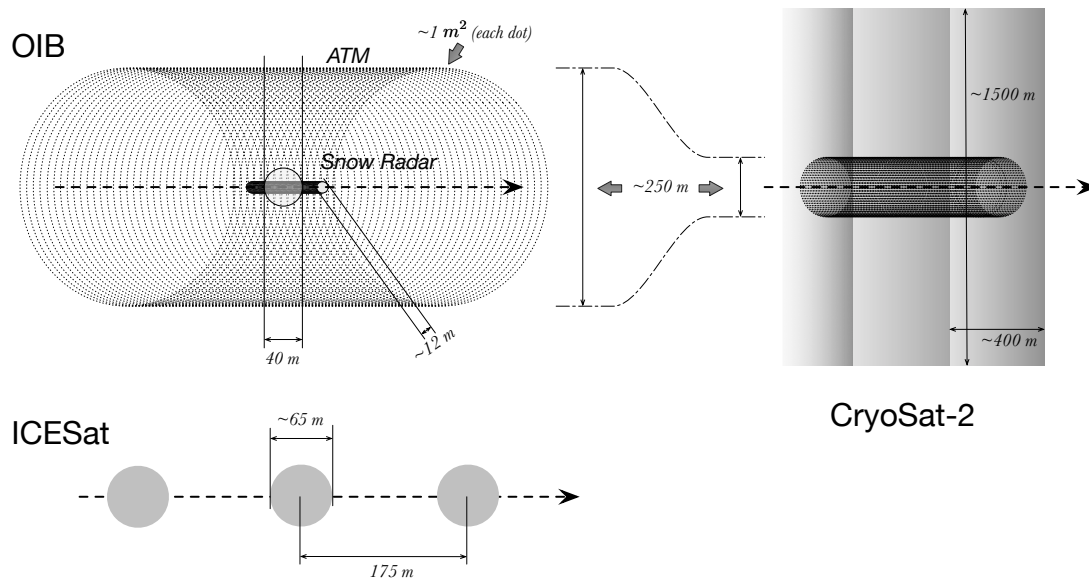 OIB
~1 m² (each dot)
ATM
Snow Radar
40 m
~12 m
~250 m
~1500 m
~400 m
CryoSat-2
ICESat
~65 m
175 m